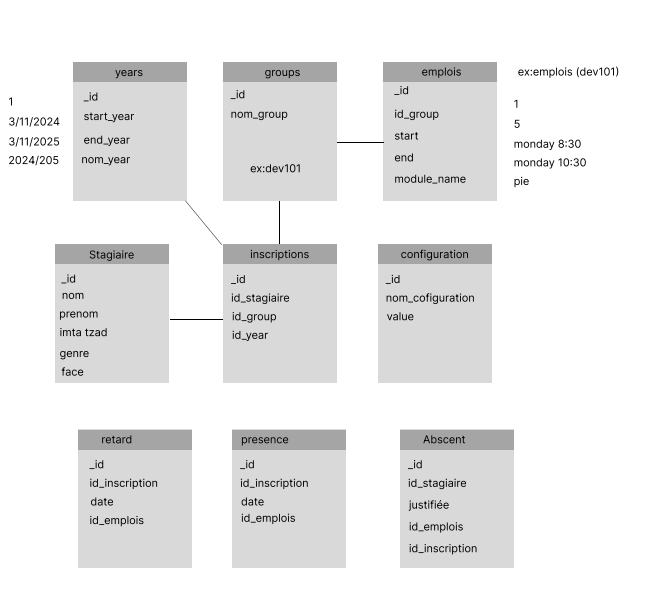 years
_id
start_year
end_year
nom_year
1
3/11/2024
3/11/2025
2024/205
groups
_id
nom_group
ex:dev101
emplois
_id
id_group
start
end
module_name
ex:emplois (dev101)
1
5
monday 8:30
monday 10:30
pie
Stagiaire
_id
nom
prenom
imta tzad
genre
face
inscriptions
_id
id_stagiaire
id_group
id_year
configuration
_id
nom_cofiguration
value
retard
_id
id_inscription
date
id_emplois
presence
_id
id_inscription
date
id_emplois
Abscent
_id
id_stagiaire
justifiée
id_emplois
id_inscription